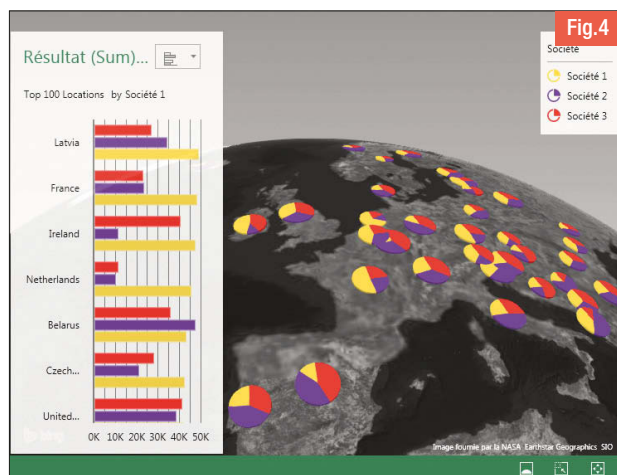 Fig.4
Résultat (Sum)...
Top 100 Locations by Société 1
Latvia
France
Ireland
Netherlands
Belarus
Czech...
United...
0K 10K 20K 30K 40K 50K
Société
Société 1
Société 2
Société 3
Image fournie par la NASA Earthstar Geographics SIO